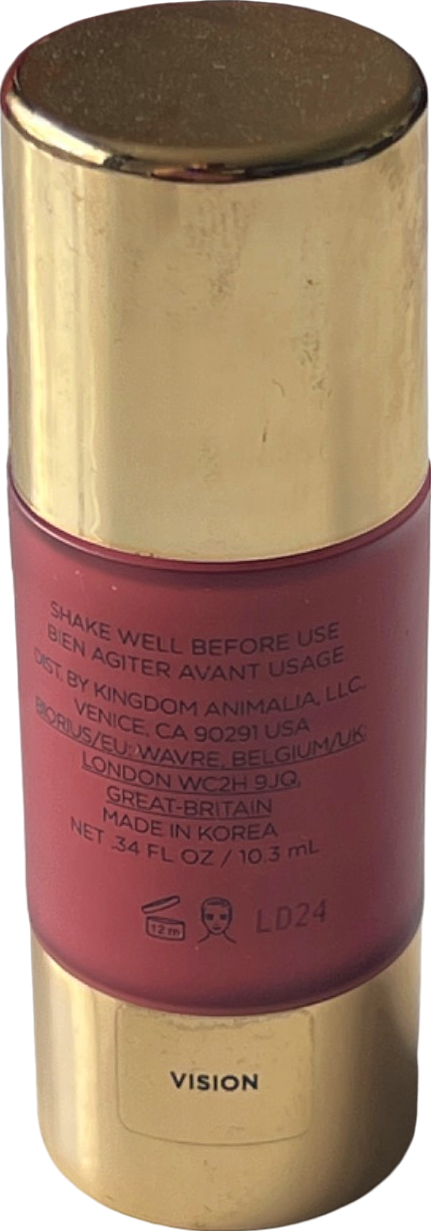 SHAKE WELL BEFORE USE
BIEN AGITER AVANT USAGE
DIST. BY KINGDOM ANIMALIA, LLC.
VENICE, CA 90291 USA
BIORIUS/EU: WAVRE, BELGIUM/UK:
LONDON WC2H 9JQ,
GREAT-BRITAIN
MADE IN KOREA
NET .34 FL OZ / 10.3 mL
12 m LD24
VISION